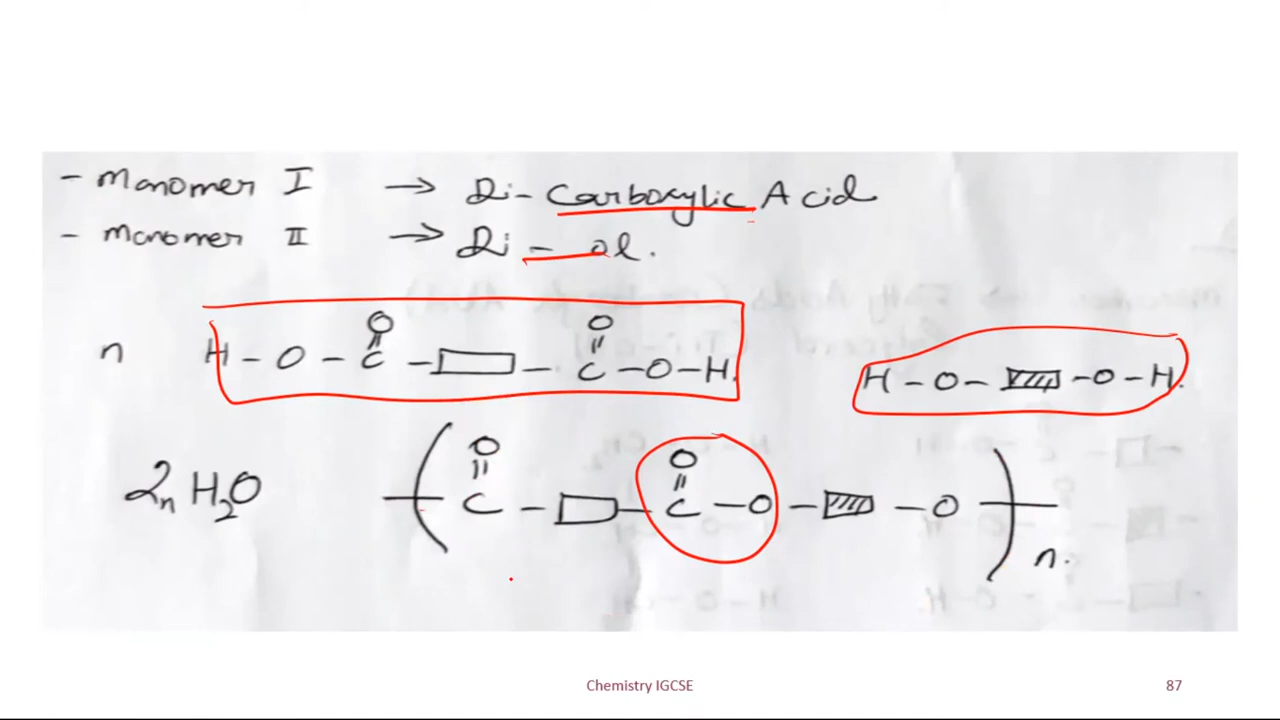 - Monomer I → Di-Carboxylic Acid
- Monomer II → Di-ol.
O O
|| ||
n H-O-C-▭-C-O-H. H-O-▨-O-H.
O O
|| ||
2n H₂O (C-▭-C-O-▨-O)n.
Chemistry IGCSE 87